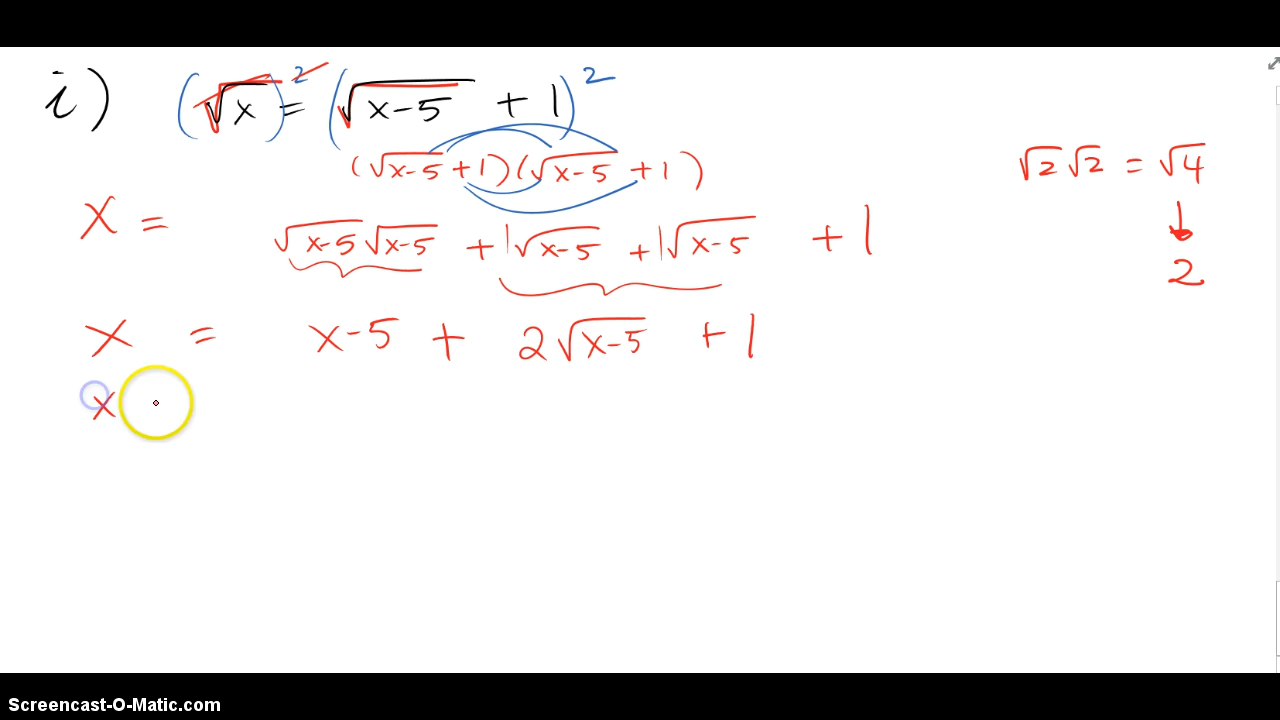 i) (√x)² = (√x-5 + 1)²
(√x-5 + 1)(√x-5 + 1)
√2 √2 = √4
x = √x-5 √x-5 + 1√x-5 + 1√x-5 + 1
2
x = x-5 + 2√x-5 + 1
x
Screencast-O-Matic.com